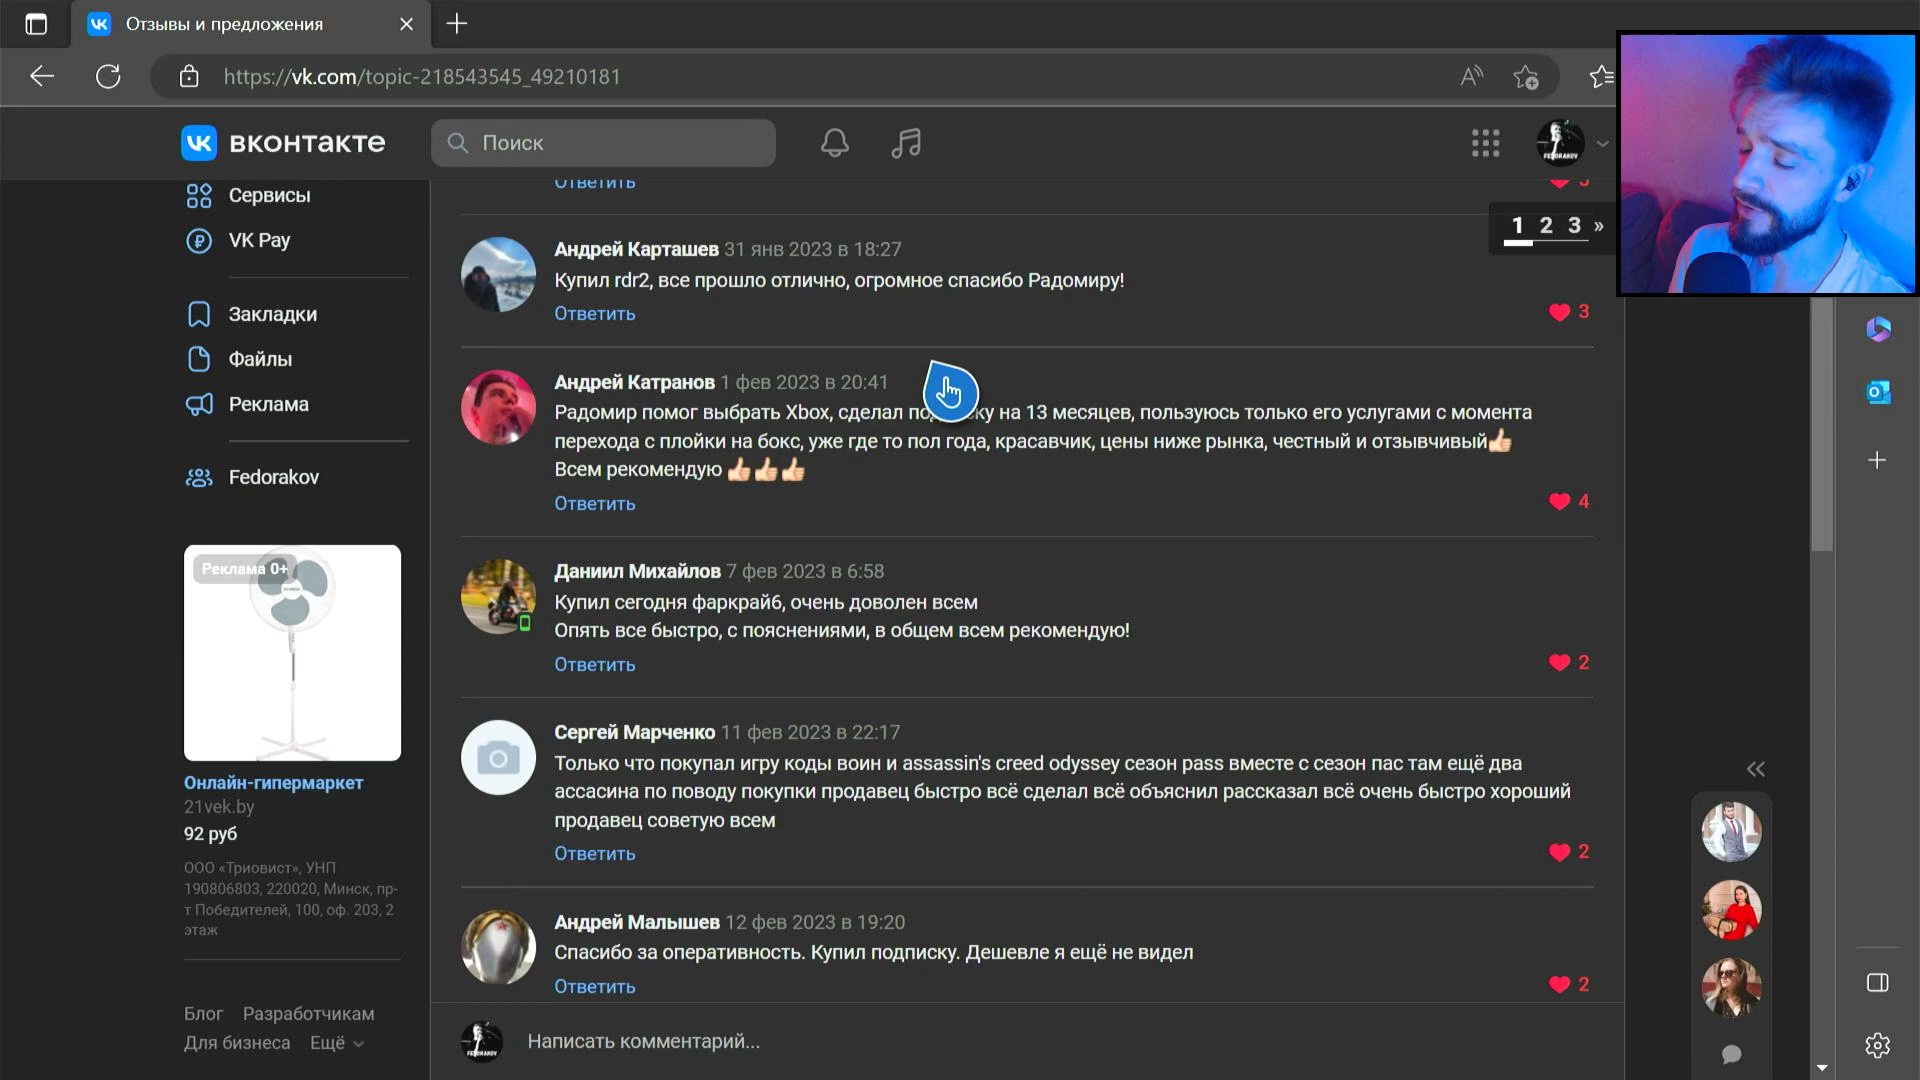 Отзывы и предложения
https://vk.com/topic-218543545_49210181
вконтакте
Поиск
Сервисы
VK Pay
Закладки
Файлы
Реклама
Fedorakov
Реклама 0+
Онлайн-гипермаркет
21vek.by
92 руб
ООО «Триовист», УНП
190806803, 220020, Минск, пр-
т Победителей, 100, оф. 203, 2
этаж
Блог Разработчикам
Для бизнеса Ещё
Ответить
1 2 3 »
Андрей Карташев 31 янв 2023 в 18:27
Купил rdr2, все прошло отлично, огромное спасибо Радомиру!
Ответить 3
Андрей Катранов 1 фев 2023 в 20:41
Радомир помог выбрать Xbox, сделал на 13 месяцев, пользуюсь только его услугами с момента
перехода с плойки на бокс, уже где то пол года, красавчик, цены ниже рынка, честный и отзывчивый👍🏻
Всем рекомендую 👍🏻👍🏻👍🏻
Ответить 4
Даниил Михайлов 7 фев 2023 в 6:58
Купил сегодня фаркрай6, очень доволен всем
Опять все быстро, с пояснениями, в общем всем рекомендую!
Ответить 2
Сергей Марченко 11 фев 2023 в 22:17
Только что покупал игру коды воин и assassin's creed odyssey сезон pass вместе с сезон пас там ещё два
ассасина по поводу покупки продавец быстро всё сделал всё объяснил рассказал всё очень быстро хороший
продавец советую всем
Ответить 2
Андрей Малышев 12 фев 2023 в 19:20
Спасибо за оперативность. Купил подписку. Дешевле я ещё не видел
Ответить 2
Написать комментарий...